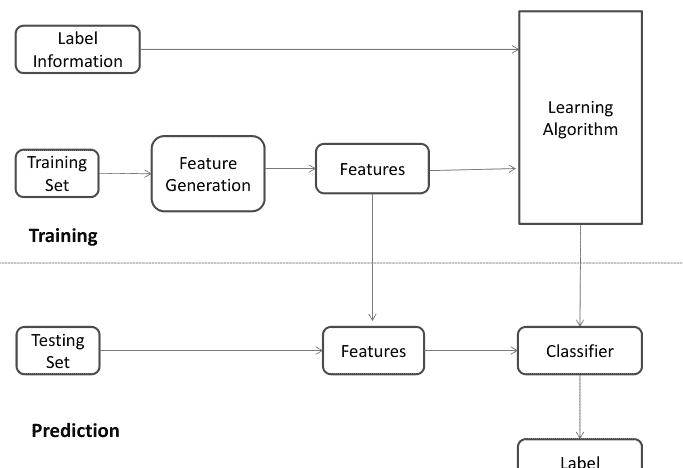 Label
Information
Learning
Algorithm
Training
Set
Feature
Generation
Features
Training
Testing
Set
Features
Classifier
Prediction
Label